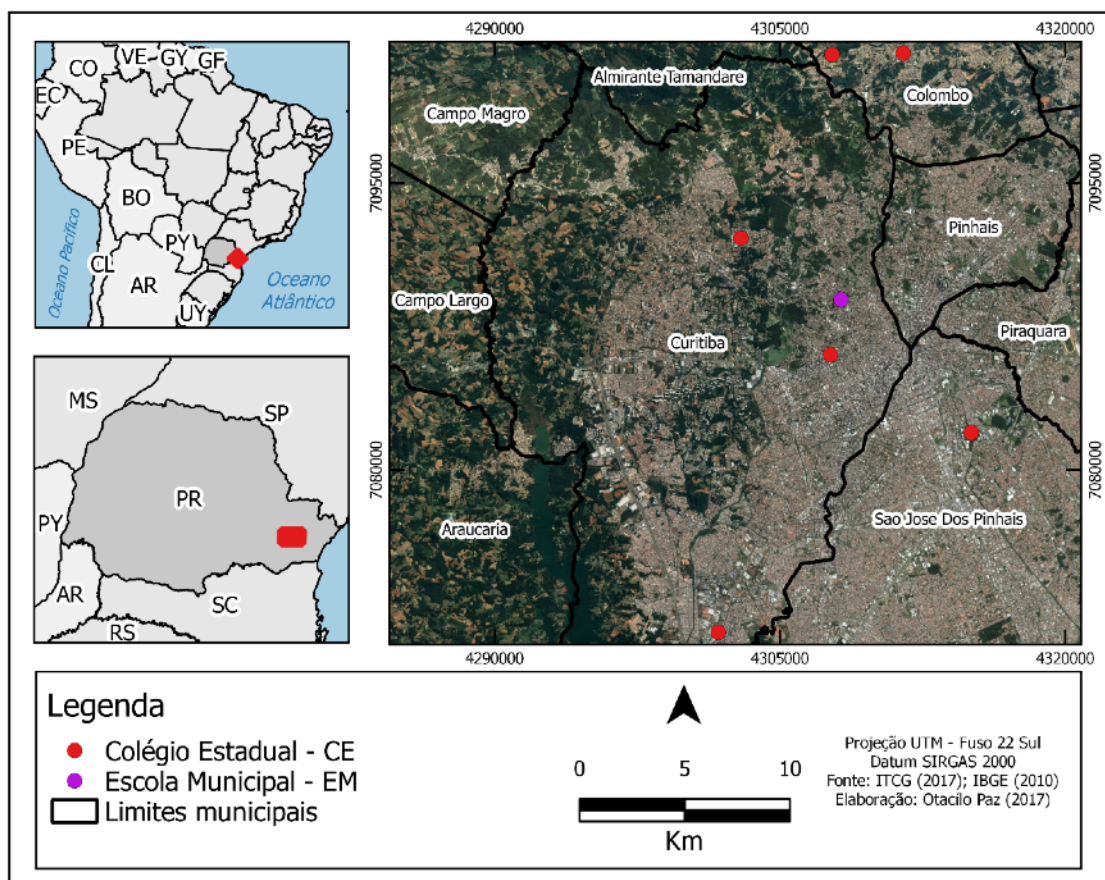 CO
VE
GY
GF
EC
PE
BO
PY
CL
AR
UY
Oceano Pacífico
Oceano
Atlântico
MS
SP
PR
PY
AR
SC
RS
4290000
4305000
4320000
7095000
7080000
Almirante Tamandare
Colombo
Campo Magro
Pinhais
Campo Largo
Curitiba
Piraquara
Araucaria
Sao Jose Dos Pinhais
7095000
7080000
4290000
4305000
4320000
Legenda
Colégio Estadual - CE
Escola Municipal - EM
Limites municipais
0 5 10
Km
Projeção UTM - Fuso 22 Sul
Datum SIRGAS 2000
Fonte: ITCG (2017); IBGE (2010)
Elaboração: Otacílo Paz (2017)